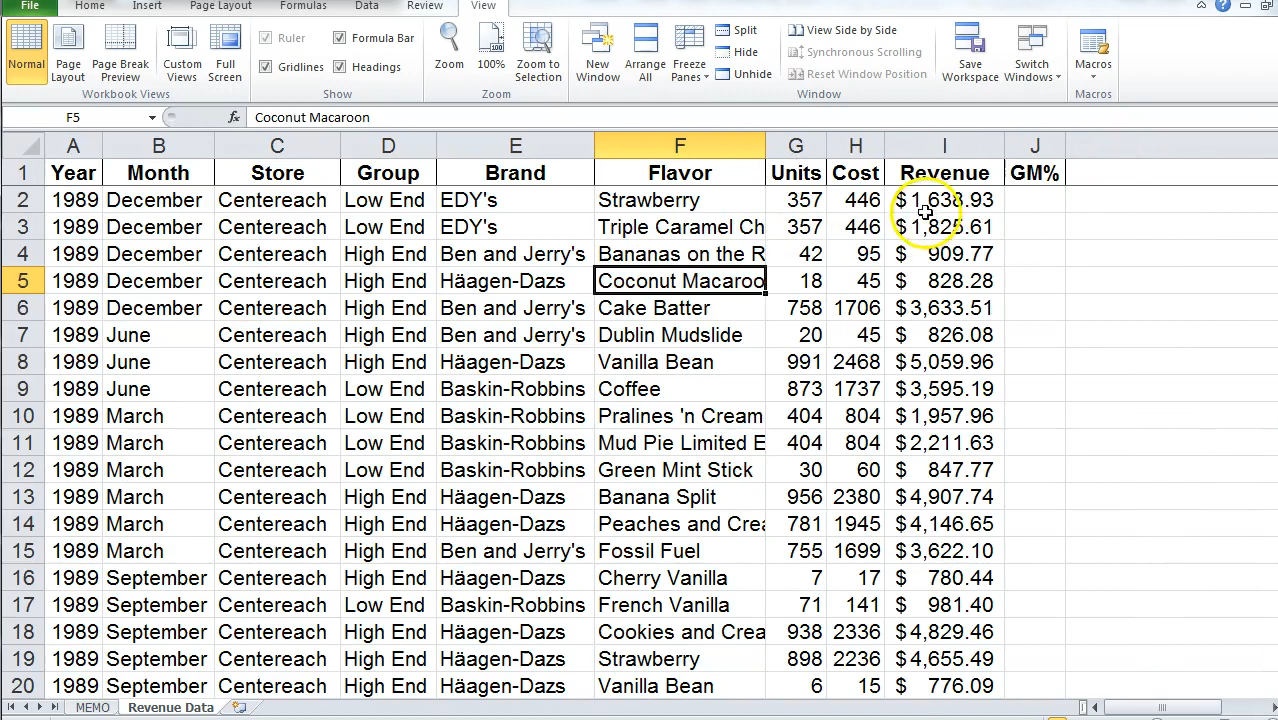 File Home Insert Page Layout Formulas Data Review View
Normal Page Layout Page Break Preview Custom Views Full Screen
Workbook Views
Ruler Formula Bar
Gridlines Headings
Show
Zoom 100% Zoom to Selection
Zoom
New Window Arrange All Freeze Panes
Split
Hide
Unhide
View Side by Side
Synchronous Scrolling
Reset Window Position
Window
Save Workspace Switch Windows
Macros
Macros
F5 fx Coconut Macaroon
A B C D E F G H I J
1 Year Month Store Group Brand Flavor Units Cost Revenue GM%
2 1989 December Centereach Low End EDY's Strawberry 357 446 $ 1,638.93
3 1989 December Centereach Low End EDY's Triple Caramel Ch 357 446 $ 1,825.61
4 1989 December Centereach High End Ben and Jerry's Bananas on the R 42 95 $ 909.77
5 1989 December Centereach High End Häagen-Dazs Coconut Macaroo 18 45 $ 828.28
6 1989 December Centereach High End Ben and Jerry's Cake Batter 758 1706 $ 3,633.51
7 1989 June Centereach High End Ben and Jerry's Dublin Mudslide 20 45 $ 826.08
8 1989 June Centereach High End Häagen-Dazs Vanilla Bean 991 2468 $ 5,059.96
9 1989 June Centereach Low End Baskin-Robbins Coffee 873 1737 $ 3,595.19
10 1989 March Centereach Low End Baskin-Robbins Pralines 'n Cream 404 804 $ 1,957.96
11 1989 March Centereach Low End Baskin-Robbins Mud Pie Limited E 404 804 $ 2,211.63
12 1989 March Centereach Low End Baskin-Robbins Green Mint Stick 30 60 $ 847.77
13 1989 March Centereach High End Häagen-Dazs Banana Split 956 2380 $ 4,907.74
14 1989 March Centereach High End Häagen-Dazs Peaches and Crea 781 1945 $ 4,146.65
15 1989 March Centereach High End Ben and Jerry's Fossil Fuel 755 1699 $ 3,622.10
16 1989 September Centereach High End Häagen-Dazs Cherry Vanilla 7 17 $ 780.44
17 1989 September Centereach Low End Baskin-Robbins French Vanilla 71 141 $ 981.40
18 1989 September Centereach High End Häagen-Dazs Cookies and Crea 938 2336 $ 4,829.46
19 1989 September Centereach High End Häagen-Dazs Strawberry 898 2236 $ 4,655.49
20 1989 September Centereach High End Häagen-Dazs Vanilla Bean 6 15 $ 776.09
MEMO Revenue Data